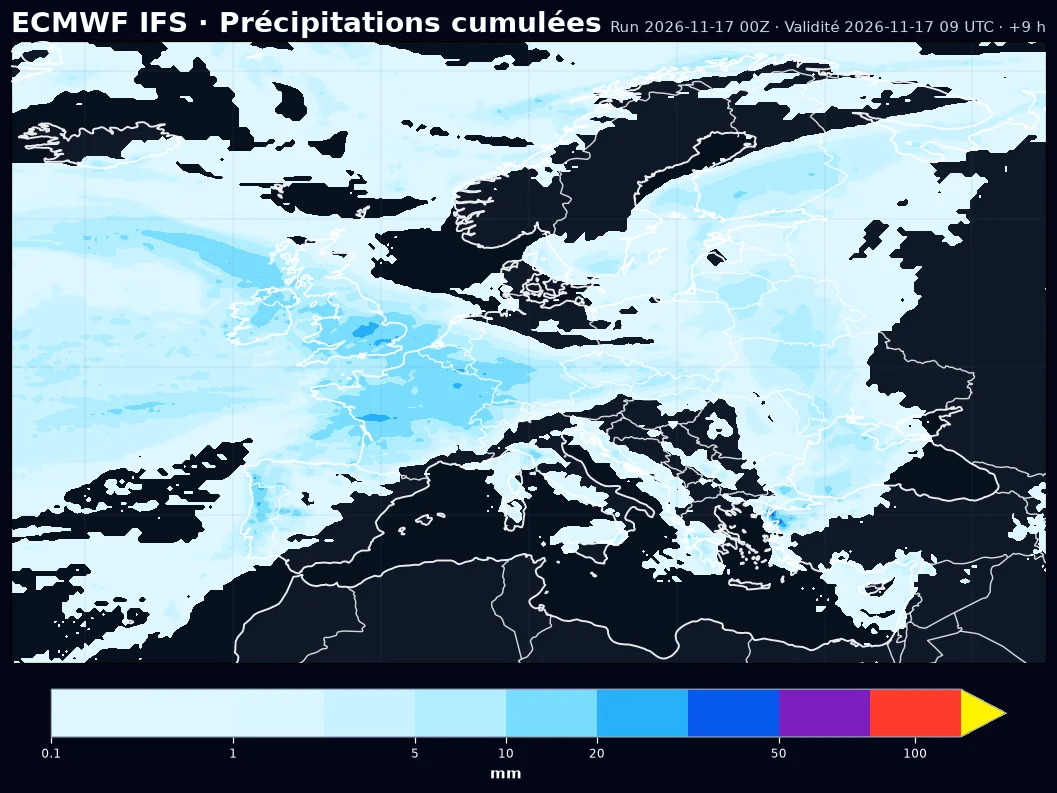 ECMWF IFS · Précipitations cumulées Run 2026-11-17 00Z · Validité 2026-11-17 09 UTC · +9 h
0.1 1 5 10 20 50 100
mm